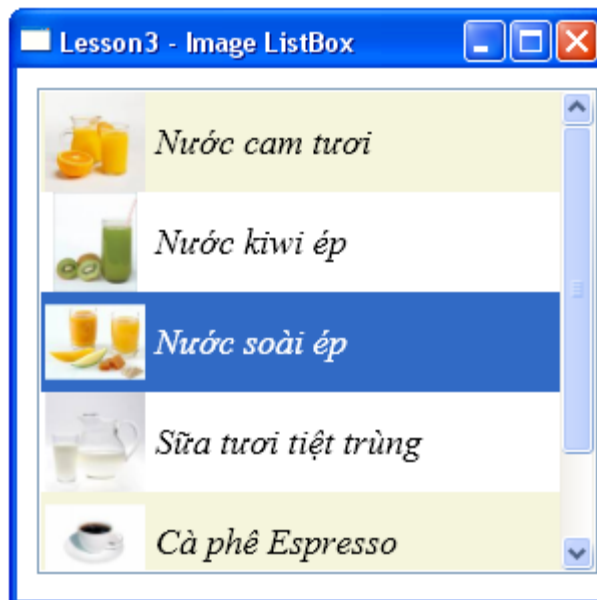 Lesson3 - Image ListBox
Nước cam tươi
Nước kiwi ép
Nước soài ép
Sữa tươi tiệt trùng
Cà phê Espresso